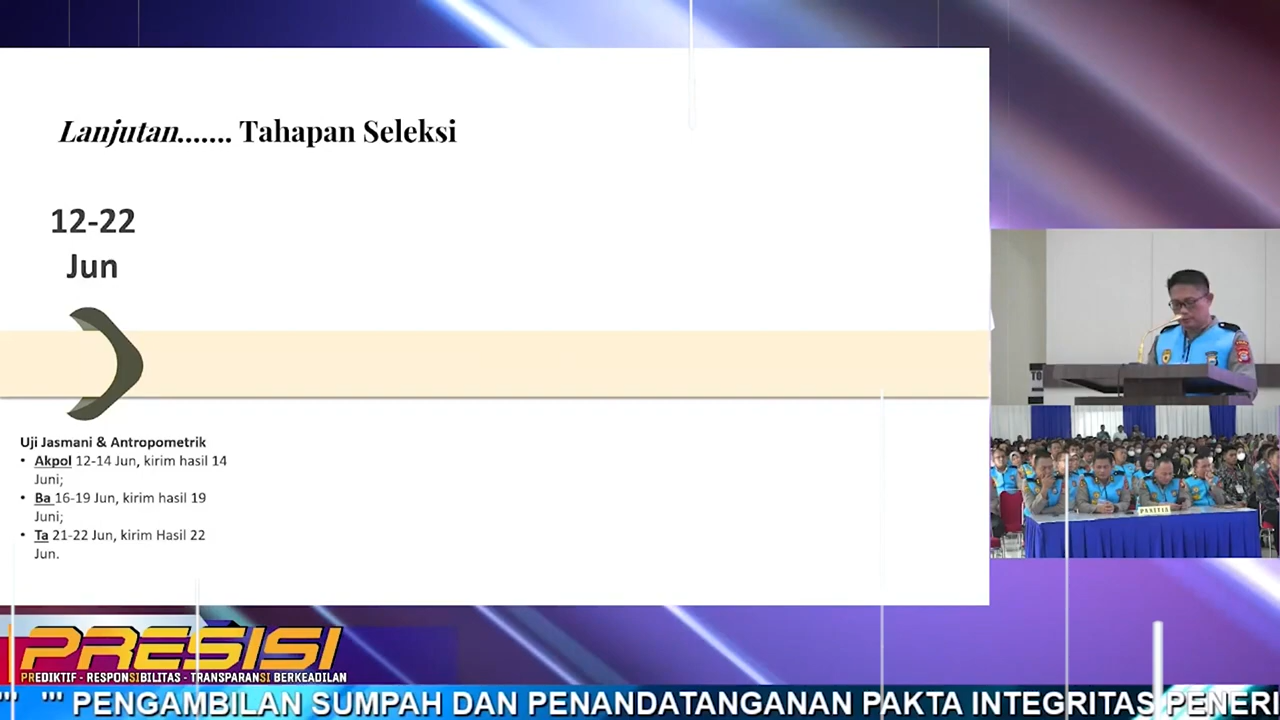 Lanjutan....... Tahapan Seleksi
12-22
Jun
Uji Jasmani & Antropometrik
• Akpol 12-14 Jun, kirim hasil 14
Juni;
• Ba 16-19 Jun, kirim hasil 19
Juni;
• Ta 21-22 Jun, kirim Hasil 22
Jun.
PANITIA
PRESISI
PREDIKTIF - RESPONSIBILITAS - TRANSPARANSI BERKEADILAN
"' "' PENGAMBILAN SUMPAH DAN PENANDATANGANAN PAKTA INTEGRITAS PENERI